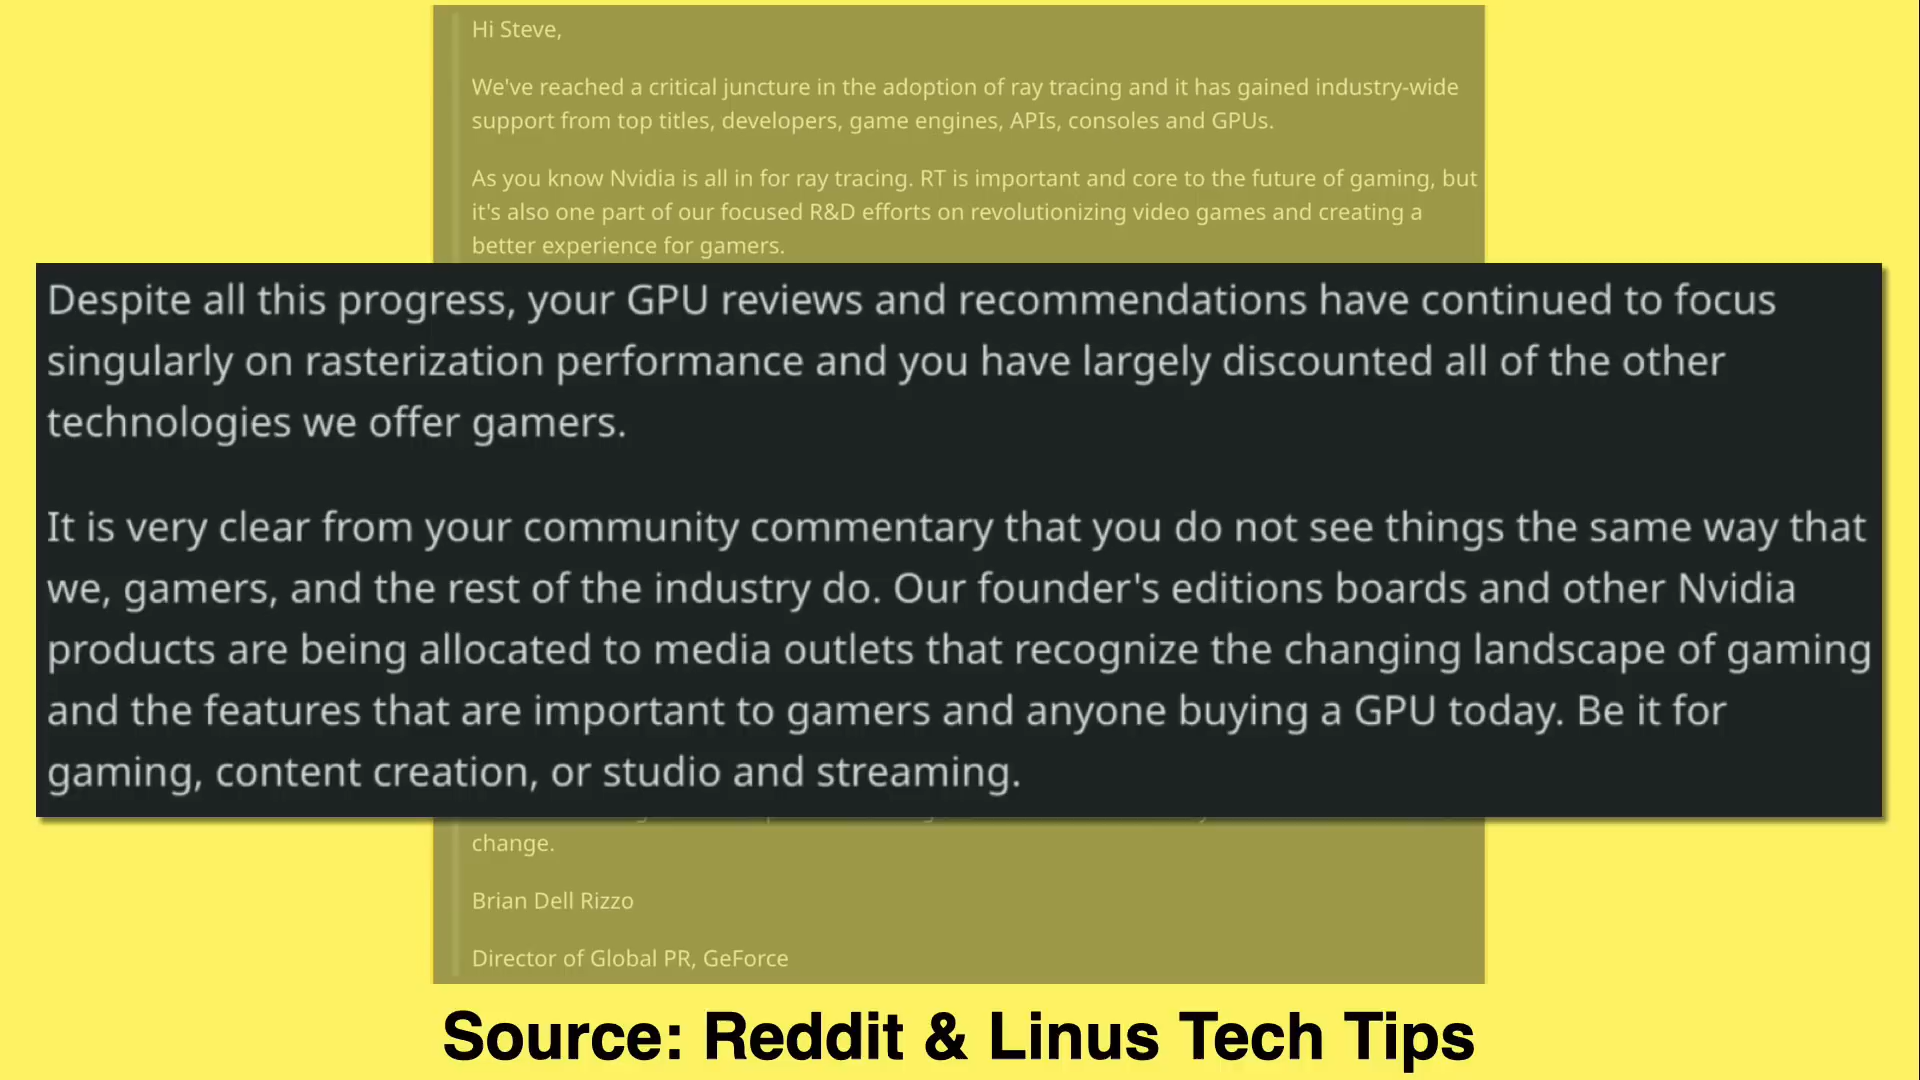 Hi Steve,
We've reached a critical juncture in the adoption of ray tracing and it has gained industry-wide
support from top titles, developers, game engines, APIs, consoles and GPUs.
As you know Nvidia is all in for ray tracing. RT is important and core to the future of gaming, but
it's also one part of our focused R&D efforts on revolutionizing video games and creating a
better experience for gamers.
Despite all this progress, your GPU reviews and recommendations have continued to focus
singularly on rasterization performance and you have largely discounted all of the other
technologies we offer gamers.
It is very clear from your community commentary that you do not see things the same way that
we, gamers, and the rest of the industry do. Our founder's editions boards and other Nvidia
products are being allocated to media outlets that recognize the changing landscape of gaming
and the features that are important to gamers and anyone buying a GPU today. Be it for
gaming, content creation, or studio and streaming.
change.
Brian Dell Rizzo
Director of Global PR, GeForce
Source: Reddit & Linus Tech Tips